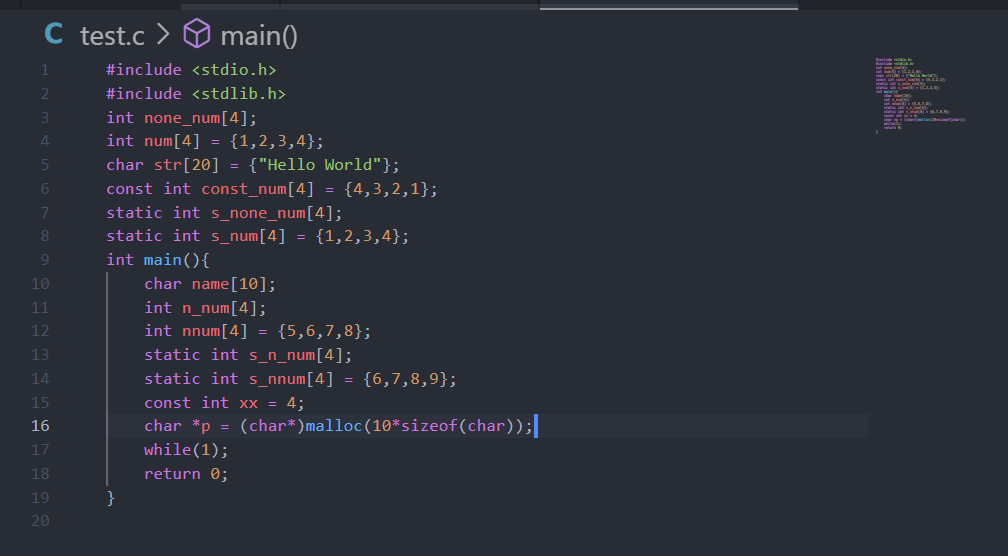 C test.c > main()
1 #include <stdio.h>
2 #include <stdlib.h>
3 int none_num[4];
4 int num[4] = {1,2,3,4};
5 char str[20] = {"Hello World"};
6 const int const_num[4] = {4,3,2,1};
7 static int s_none_num[4];
8 static int s_num[4] = {1,2,3,4};
9 int main(){
10     char name[10];
11     int n_num[4];
12     int nnum[4] = {5,6,7,8};
13     static int s_n_num[4];
14     static int s_nnum[4] = {6,7,8,9};
15     const int xx = 4;
16     char *p = (char*)malloc(10*sizeof(char));
17     while(1);
18     return 0;
19 }
20